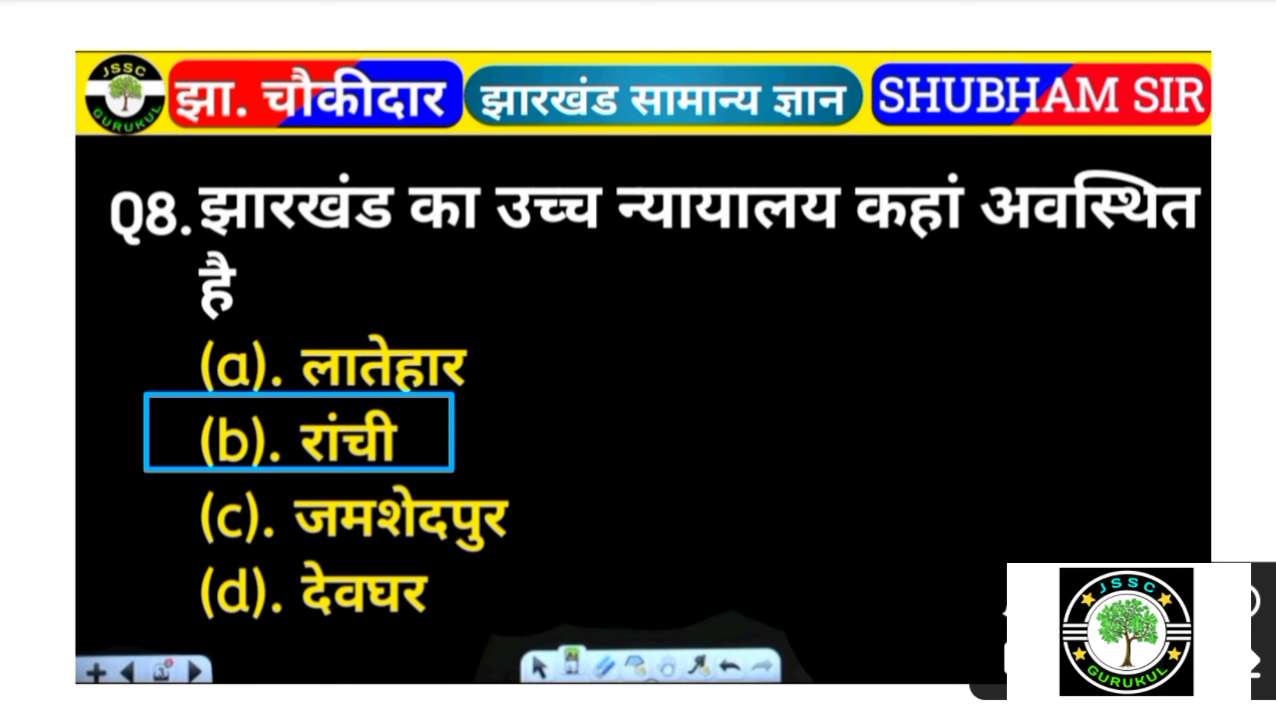 JSSC GURUKUL
झा. चौकीदार
झारखंड सामान्य ज्ञान
SHUBHAM SIR
Q8. झारखंड का उच्च न्यायालय कहां अवस्थित
है
(a). लातेहार
(b). रांची
(c). जमशेदपुर
(d). देवघर
JSSC
GURUKUL